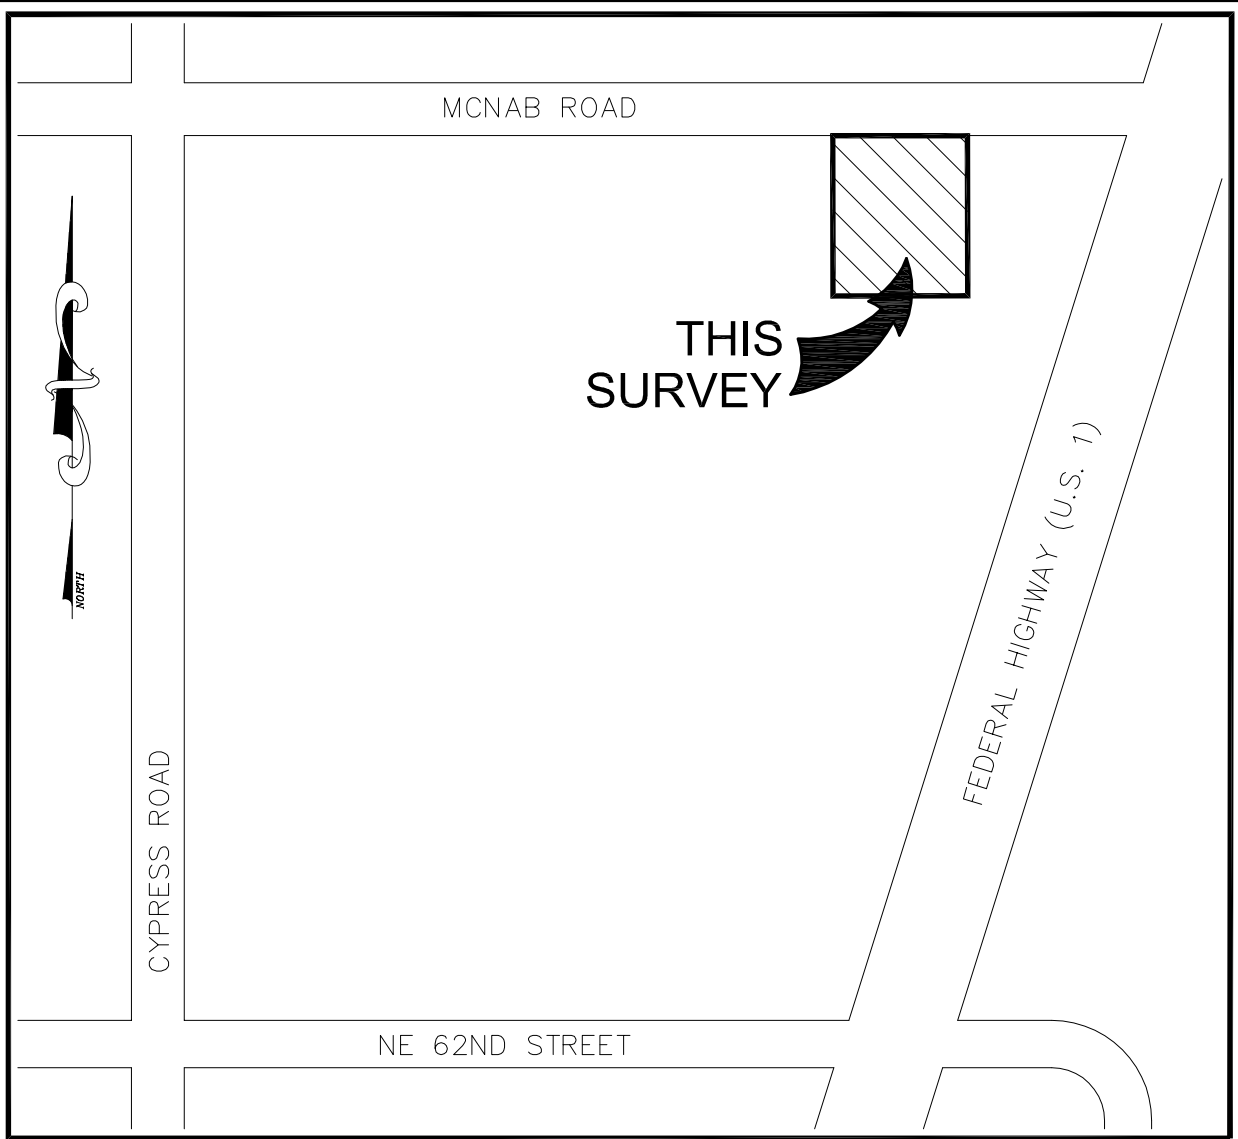 MCNAB ROAD
THIS
SURVEY
FEDERAL HIGHWAY (U.S. 1)
NORTH
CYPRESS ROAD
NE 62ND STREET